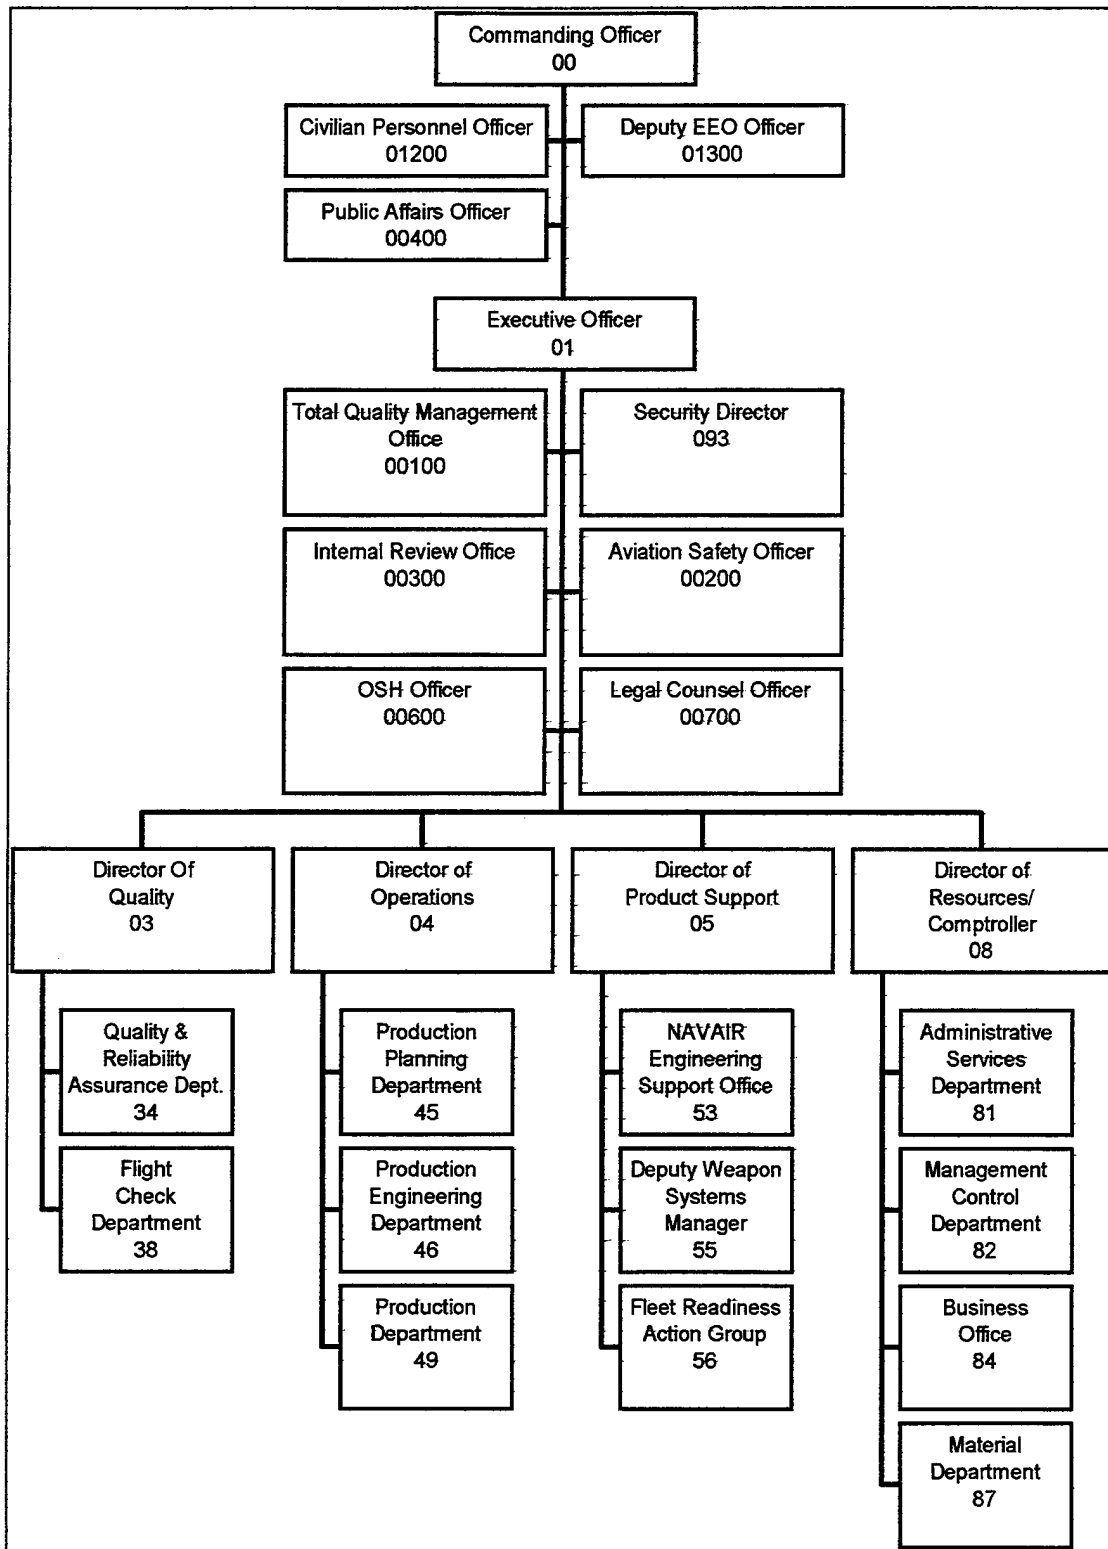 Commanding Officer
00
Civilian Personnel Officer
01200
Deputy EEO Officer
01300
Public Affairs Officer
00400
Executive Officer
01
Total Quality Management
Office
00100
Security Director
093
Internal Review Office
00300
Aviation Safety Officer
00200
OSH Officer
00600
Legal Counsel Officer
00700
Director Of
Quality
03
Director of
Operations
04
Director of
Product Support
05
Director of
Resources/
Comptroller
08
Quality &
Reliability
Assurance Dept.
34
Flight
Check
Department
38
Production
Planning
Department
45
Production
Engineering
Department
46
Production
Department
49
NAVAIR
Engineering
Support Office
53
Deputy Weapon
Systems
Manager
55
Fleet Readiness
Action Group
56
Administrative
Services
Department
81
Management
Control
Department
82
Business
Office
84
Material
Department
87